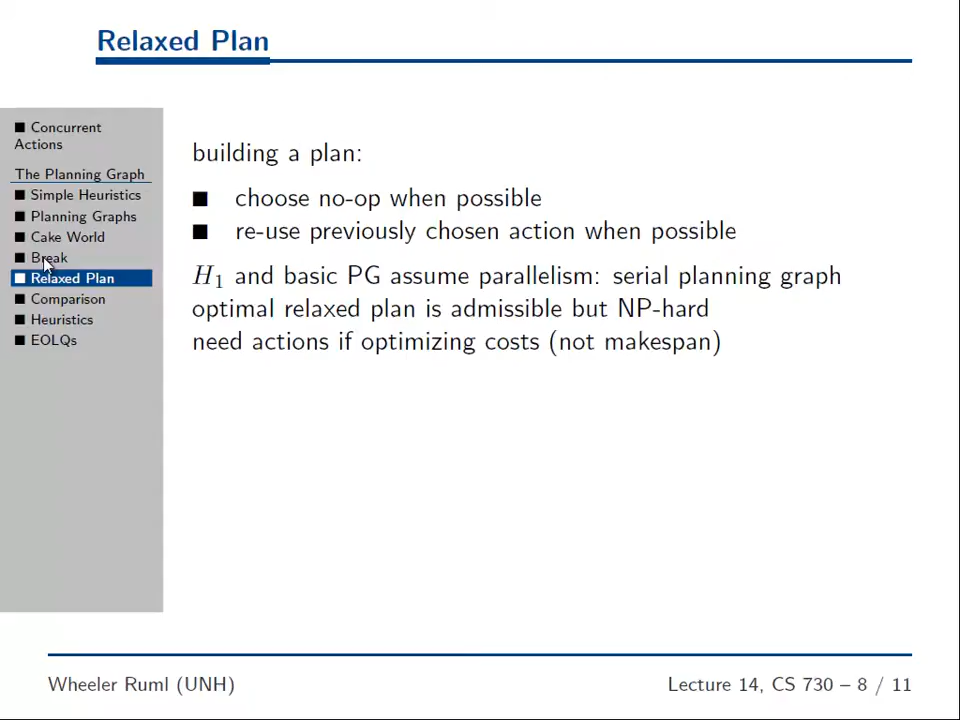 Relaxed Plan
■ Concurrent
Actions
The Planning Graph
■ Simple Heuristics
■ Planning Graphs
■ Cake World
■ Break
■ Relaxed Plan
■ Comparison
■ Heuristics
■ EOLQs
building a plan:
■ choose no-op when possible
■ re-use previously chosen action when possible
H₁ and basic PG assume parallelism: serial planning graph
optimal relaxed plan is admissible but NP-hard
need actions if optimizing costs (not makespan)
Wheeler Ruml (UNH)
Lecture 14, CS 730 – 8 / 11